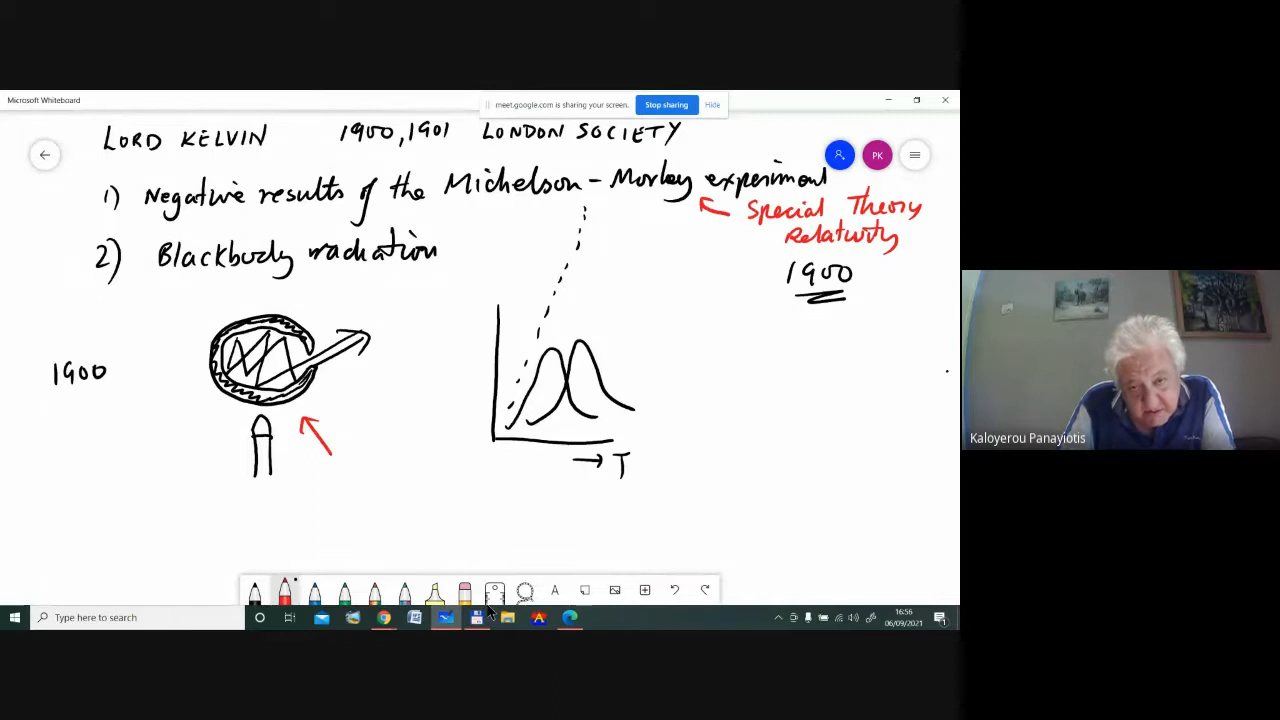 Microsoft Whiteboard
meet.google.com is sharing your screen.
Stop sharing
Hide
LORD KELVIN 1900, 1901 LONDON SOCIETY
1) Negative results of the Michelson - Morley experiment
Special Theory
Relativity
1900
2) Blackbody radiation
PK
1900
→ T
Kaloyerou Panayiotis
A
Type here to search
16:56
06/09/2021